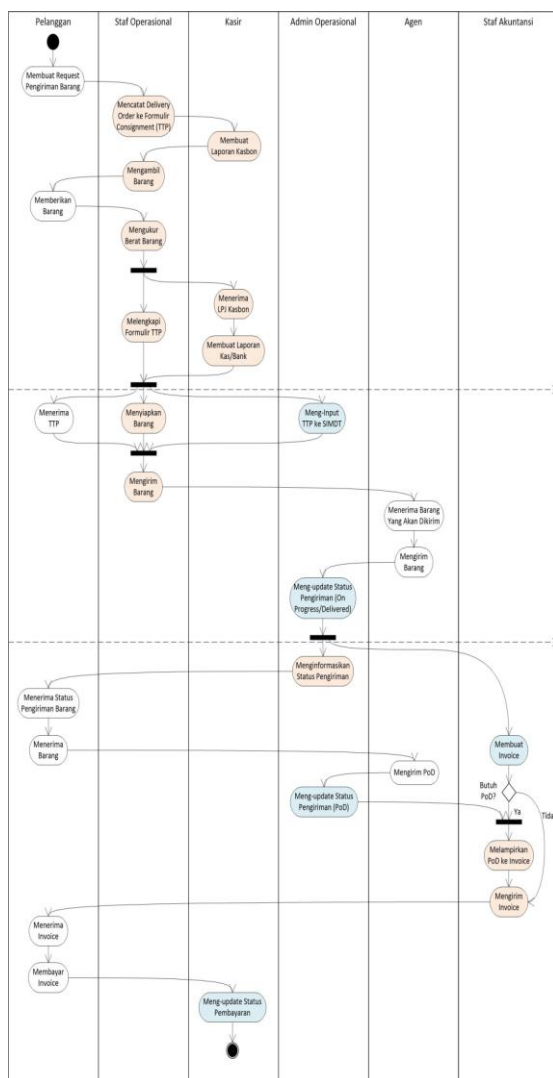 Pelanggan
Staf Operasional
Kasir
Admin Operasional
Agen
Staf Akuntansi
Membuat Request
Pengiriman Barang
Mencatat Delivery
Order ke Formulir
Consignment (TTP)
Membuat
Laporan Kasbon
Mengambil
Barang
Memberikan
Barang
Mengukur
Berat Barang
Menerima
LPJ Kasbon
Melengkapi
Formulir TTP
Membuat Laporan
Kas/Bank
Menerima
TTP
Menyiapkan
Barang
Meng-Input
TTP ke SIMDT
Mengirim
Barang
Menerima Barang
Yang Akan Dikirim
Mengirim
Barang
Meng-update Status
Pengiriman (On
Progress/Delivered)
Menginformasikan
Status Pengiriman
Menerima Status
Pengiriman Barang
Menerima
Barang
Membuat
Invoice
Mengirim PoD
Butuh
PoD?
Meng-update Status
Pengiriman (PoD)
Ya
Tida
Melampirkan
PoD ke Invoice
Mengirim
Invoice
Menerima
Invoice
Membayar
Invoice
Meng-update Status
Pembayaran